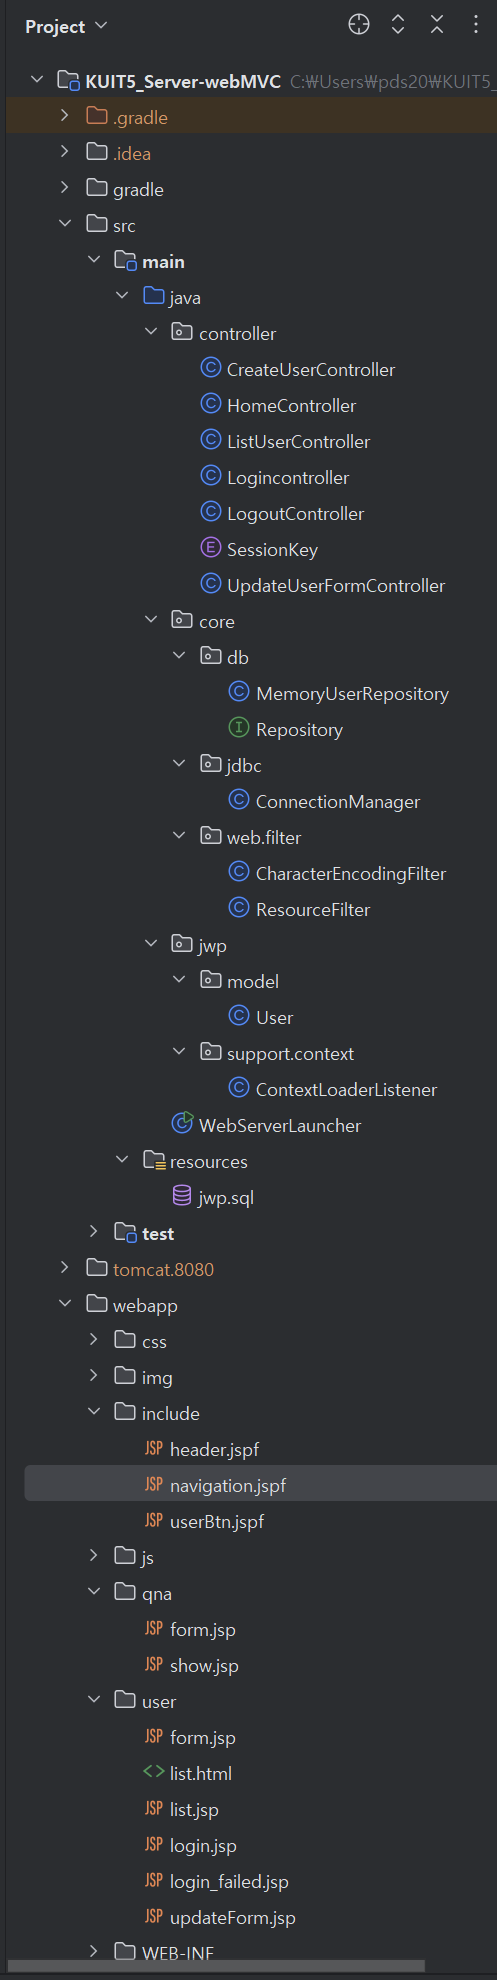 Project
KUIT5_Server-webMVC C:₩Users₩pds20₩KUIT5_
.gradle
.idea
gradle
src
main
java
controller
C CreateUserController
C HomeController
C ListUserController
C Logincontroller
C LogoutController
E SessionKey
C UpdateUserFormController
core
db
C MemoryUserRepository
I Repository
jdbc
C ConnectionManager
web.filter
C CharacterEncodingFilter
C ResourceFilter
jwp
model
C User
support.context
C ContextLoaderListener
C WebServerLauncher
resources
jwp.sql
test
tomcat.8080
webapp
css
img
include
JSP header.jspf
JSP navigation.jspf
JSP userBtn.jspf
js
qna
JSP form.jsp
JSP show.jsp
user
JSP form.jsp
<> list.html
JSP list.jsp
JSP login.jsp
JSP login_failed.jsp
JSP updateForm.jsp
WEB-INF